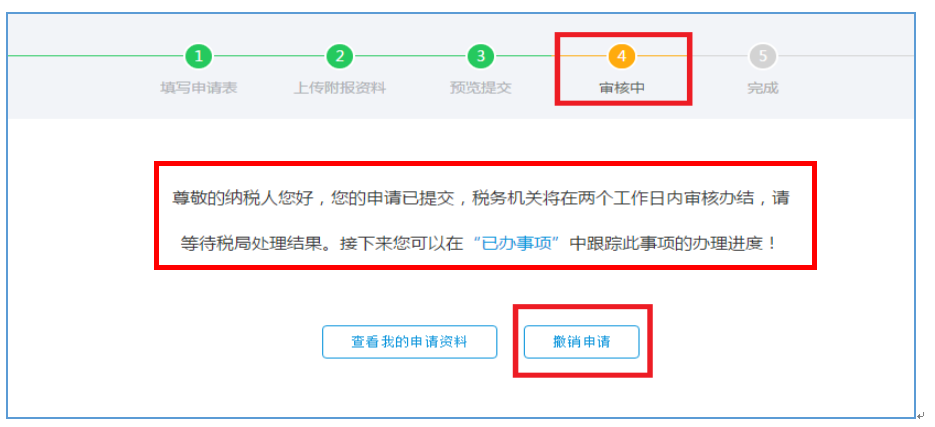 1 2 3 4 5
填写申请表 上传附报资料 预览提交 审核中 完成
尊敬的纳税人您好，您的申请已提交，税务机关将在两个工作日内审核办结，请
等待税局处理结果。接下来您可以在“已办事项”中跟踪此事项的办理进度！
查看我的申请资料 撤销申请